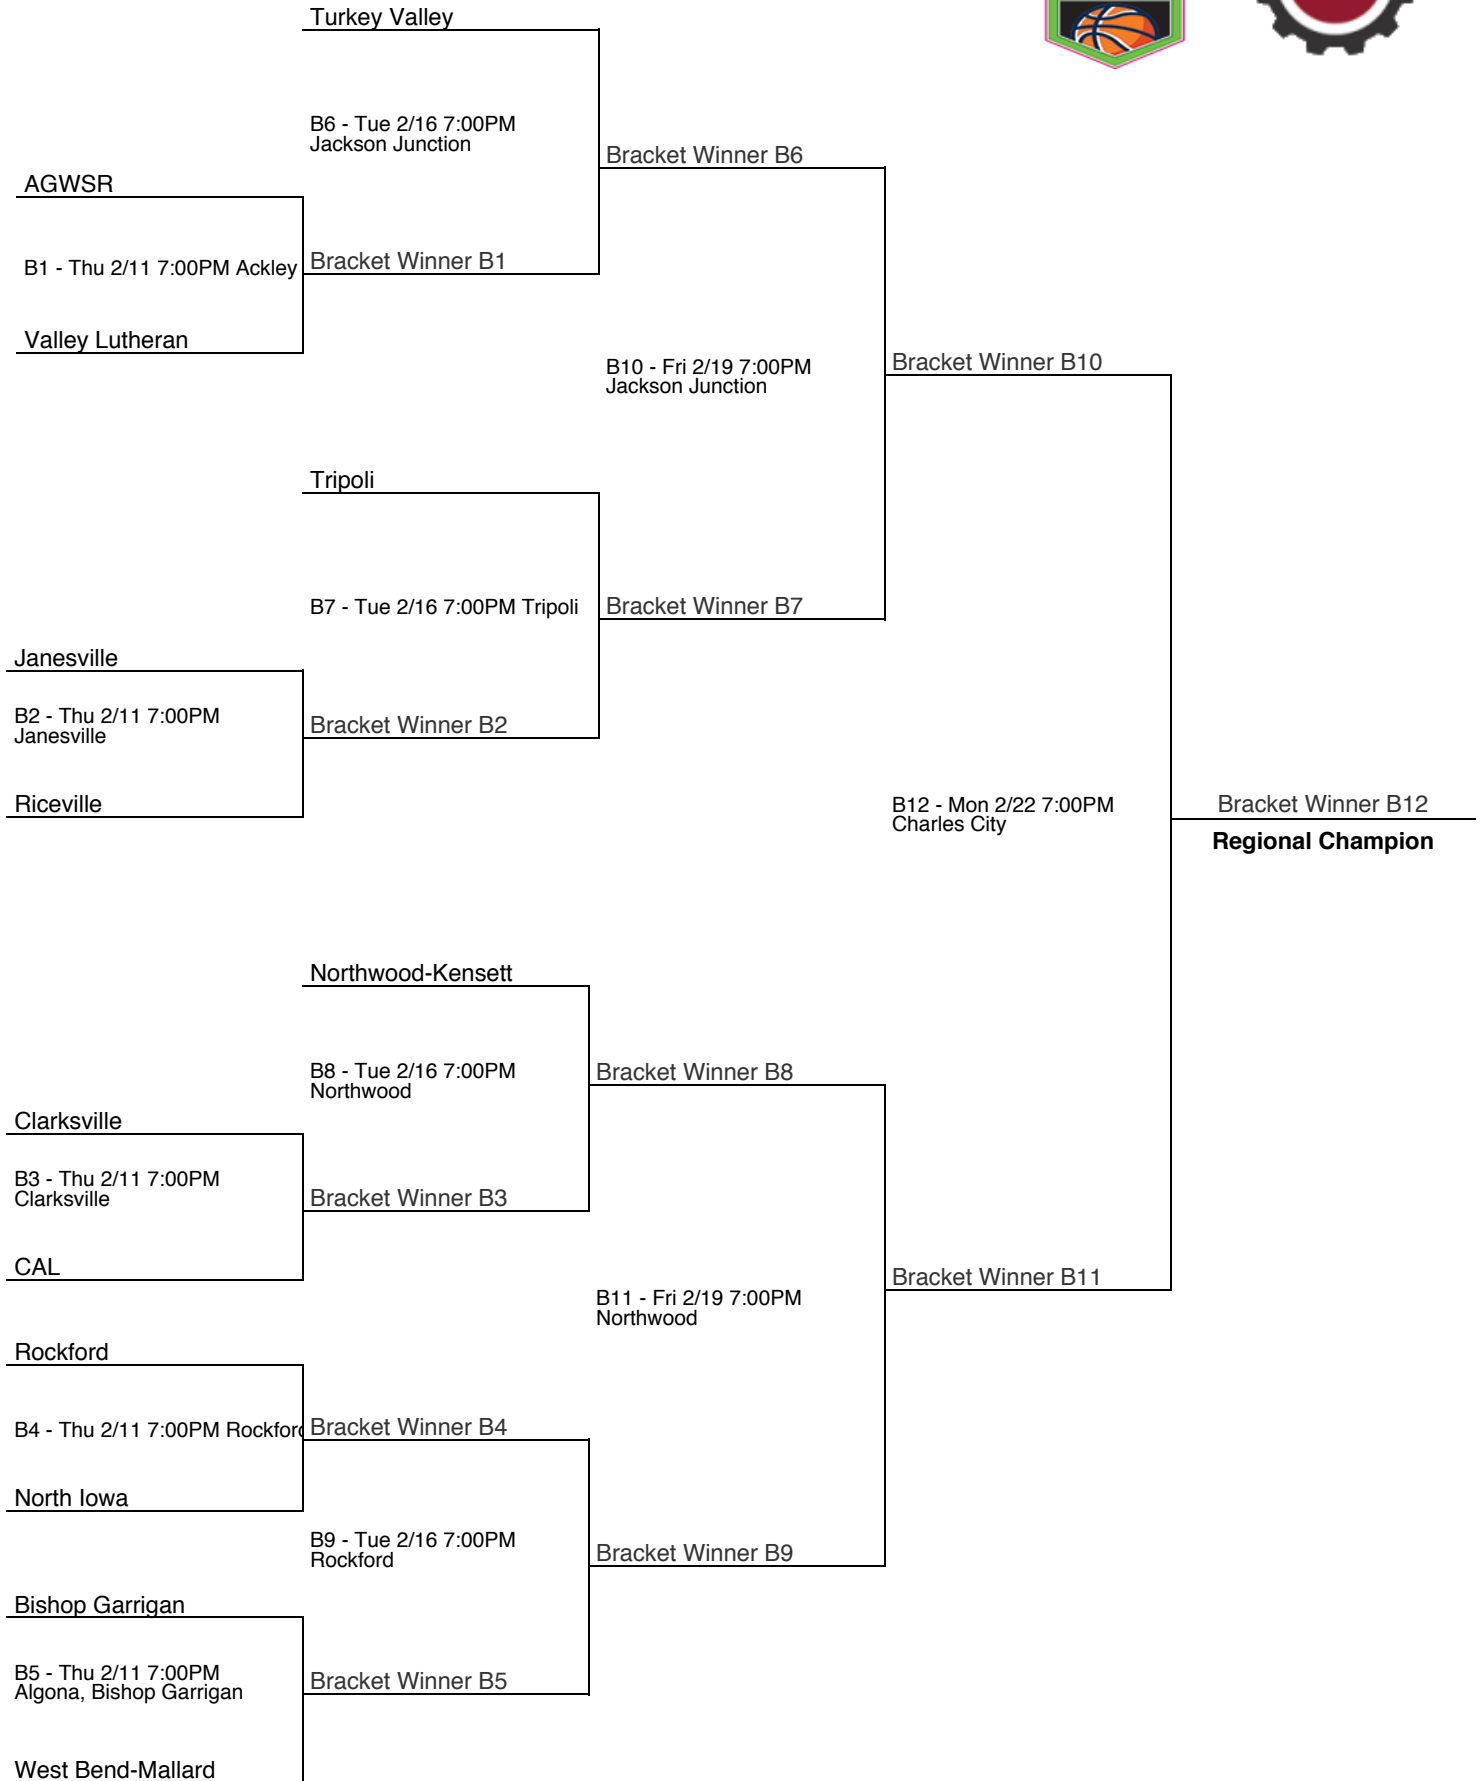 Turkey Valley
B6 - Tue 2/16 7:00PM
Jackson Junction
Bracket Winner B6
AGWSR
B1 - Thu 2/11 7:00PM Ackley
Bracket Winner B1
Valley Lutheran
B10 - Fri 2/19 7:00PM
Jackson Junction
Bracket Winner B10
Tripoli
B7 - Tue 2/16 7:00PM Tripoli
Bracket Winner B7
Janesville
B2 - Thu 2/11 7:00PM
Janesville
Bracket Winner B2
Riceville
B12 - Mon 2/22 7:00PM
Charles City
Bracket Winner B12
Regional Champion
Northwood-Kensett
B8 - Tue 2/16 7:00PM
Northwood
Bracket Winner B8
Clarksville
B3 - Thu 2/11 7:00PM
Clarksville
Bracket Winner B3
CAL
B11 - Fri 2/19 7:00PM
Northwood
Bracket Winner B11
Rockford
B4 - Thu 2/11 7:00PM Rockford
Bracket Winner B4
North Iowa
B9 - Tue 2/16 7:00PM
Rockford
Bracket Winner B9
Bishop Garrigan
B5 - Thu 2/11 7:00PM
Algona, Bishop Garrigan
Bracket Winner B5
West Bend-Mallard